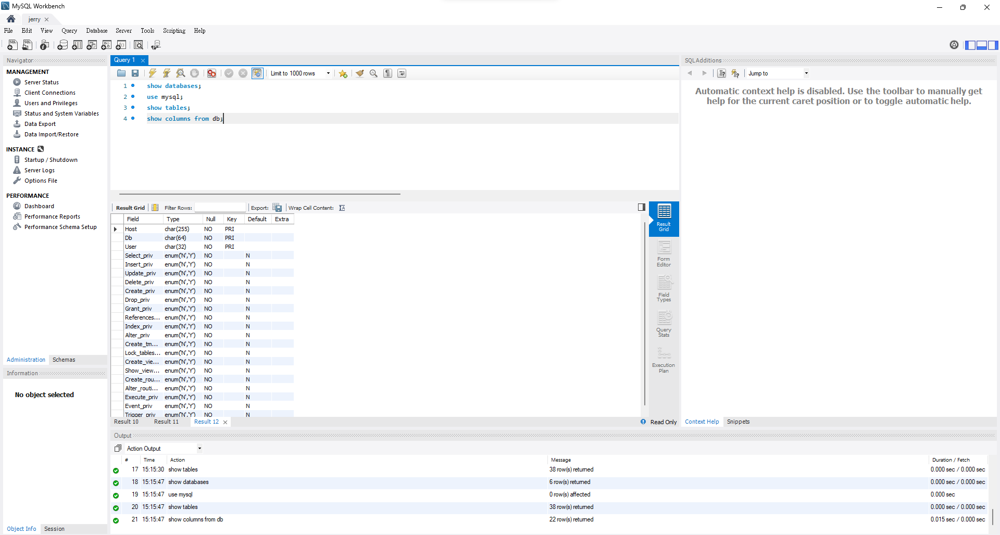 MySQL Workbench
jerry
File Edit View Query Database Server Tools Scripting Help
Navigator
MANAGEMENT
Server Status
Client Connections
Users and Privileges
Status and System Variables
Data Export
Data Import/Restore
INSTANCE
Startup / Shutdown
Server Logs
Options File
PERFORMANCE
Dashboard
Performance Reports
Performance Schema Setup
Administration Schemas
Information
No object selected
Object Info Session
Query 1
Limit to 1000 rows
1 show databases;
2 use mysql;
3 show tables;
4 show columns from db;
Result Grid Filter Rows: Export: Wrap Cell Content:
Field Type Null Key Default Extra
Host char(255) NO PRI
Db char(64) NO PRI
User char(32) NO PRI
Select_priv enum('N','Y') NO N
Insert_priv enum('N','Y') NO N
Update_priv enum('N','Y') NO N
Delete_priv enum('N','Y') NO N
Create_priv enum('N','Y') NO N
Drop_priv enum('N','Y') NO N
Grant_priv enum('N','Y') NO N
References... enum('N','Y') NO N
Index_priv enum('N','Y') NO N
Alter_priv enum('N','Y') NO N
Create_tm... enum('N','Y') NO N
Lock_tables... enum('N','Y') NO N
Create_vie... enum('N','Y') NO N
Show_view... enum('N','Y') NO N
Create_rou... enum('N','Y') NO N
Alter_routi... enum('N','Y') NO N
Execute_priv enum('N','Y') NO N
Event_priv enum('N','Y') NO N
Trigger_priv enum('N','Y') NO N
Result
Grid
Form
Editor
Field
Types
Query
Stats
Execution
Plan
Result 10 Result 11 Result 12 Read Only
SQLAdditions
Jump to
Automatic context help is disabled. Use the toolbar to manually get
help for the current caret position or to toggle automatic help.
Context Help Snippets
Output
Action Output
# Time Action Message Duration / Fetch
17 15:15:30 show tables 38 row(s) returned 0.000 sec / 0.000 sec
18 15:15:47 show databases 6 row(s) returned 0.000 sec / 0.000 sec
19 15:15:47 use mysql 0 row(s) affected 0.000 sec
20 15:15:47 show tables 38 row(s) returned 0.000 sec / 0.000 sec
21 15:15:47 show columns from db 22 row(s) returned 0.015 sec / 0.000 sec